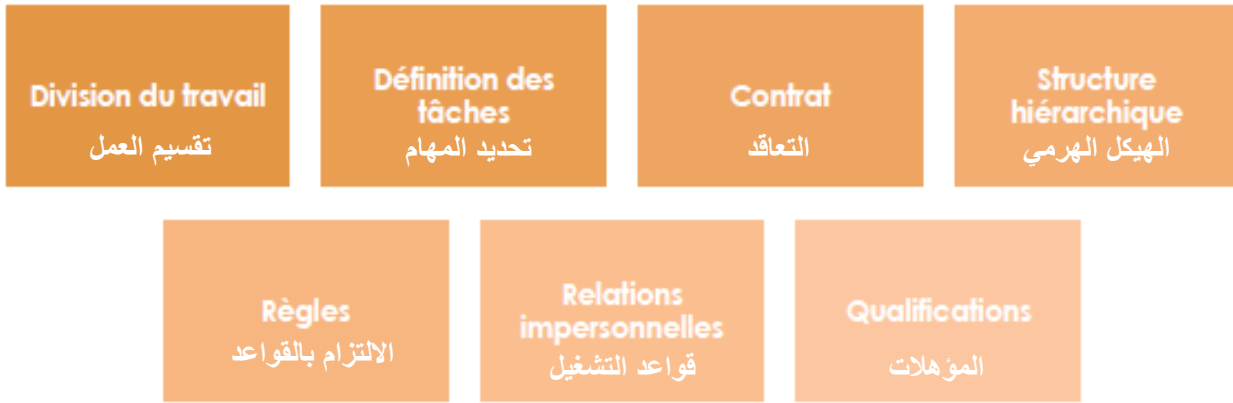 Division du travail
تقسيم العمل
Définition des
tâches
تحديد المهام
Contrat
التعاقد
Structure
hiérarchique
الهيكل الهرمي
Règles
الالتزام بالقواعد
Relations
impersonnelles
قواعد التشغيل
Qualifications
المؤهلات